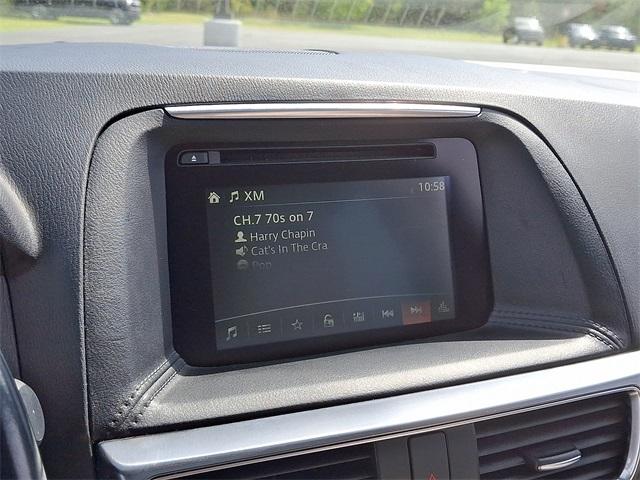 XM 10:58
CH.7 70s on 7
Harry Chapin
Cat's In The Cra
Pop